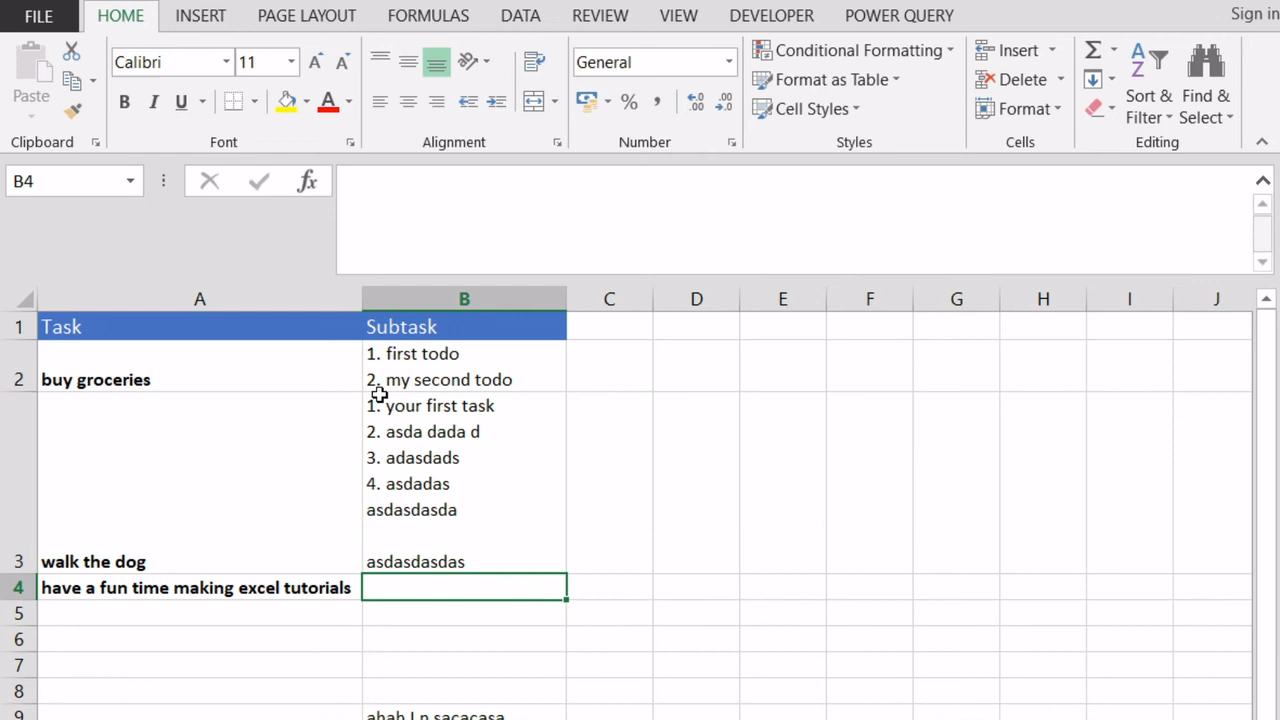 FILE HOME INSERT PAGE LAYOUT FORMULAS DATA REVIEW VIEW DEVELOPER POWER QUERY Sign in
Paste
Clipboard
Calibri 11
B I U A
Font
Alignment
General
%
Number
Conditional Formatting
Format as Table
Cell Styles
Styles
Insert
Delete
Format
Cells
Sort & Filter
Find & Select
Editing
B4 fx
A B C D E F G H I J
1 Task Subtask
1. first todo
2 buy groceries 2. my second todo
1. your first task
2. asda dada d
3. adasdads
4. asdadas
asdasdasda
3 walk the dog asdasdasdas
4 have a fun time making excel tutorials
5
6
7
8
9